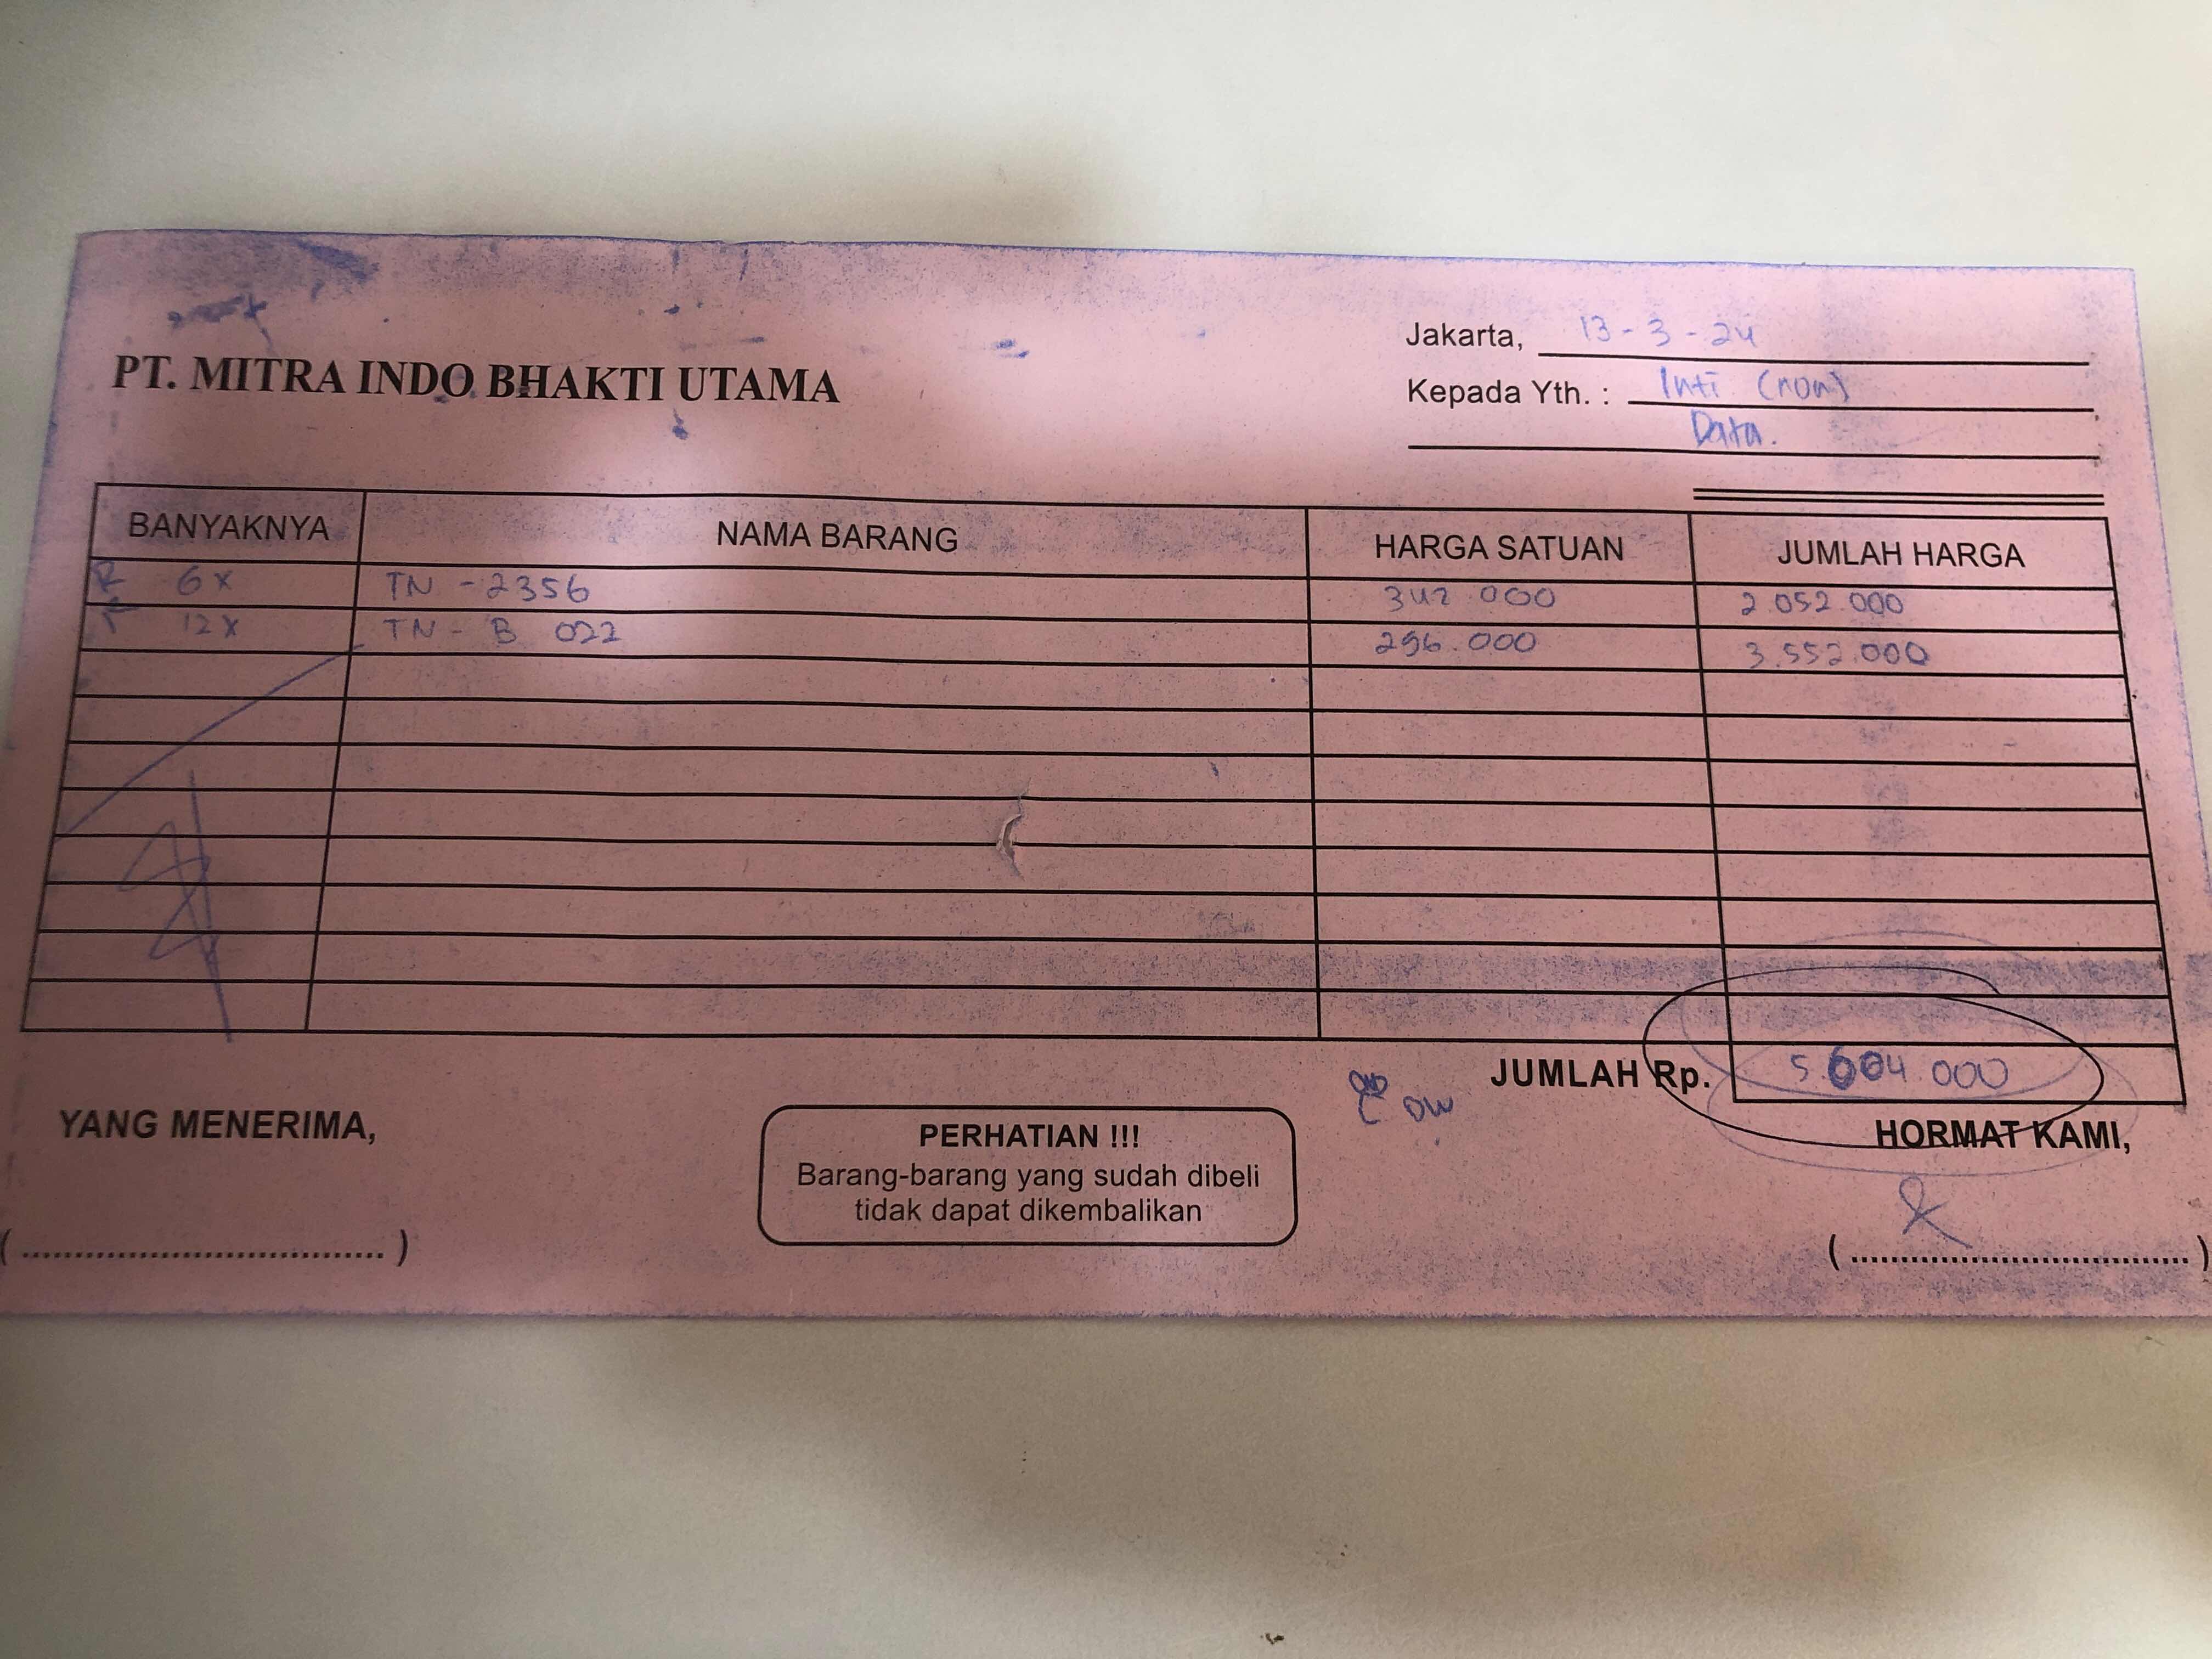 PT. MITRA INDO BHAKTI UTAMA
Jakarta, 13-3-24
Kepada Yth. : Inti (nom)
Data.
BANYAKNYA NAMA BARANG HARGA SATUAN JUMLAH HARGA
6x TN -2356 342.000 2.052.000
12x TN - B 022 296.000 3.552.000
JUMLAH Rp. 5.604.000
YANG MENERIMA,
PERHATIAN !!!
Barang-barang yang sudah dibeli
tidak dapat dikembalikan
HORMAT KAMI,
(....................................)
(....................................)